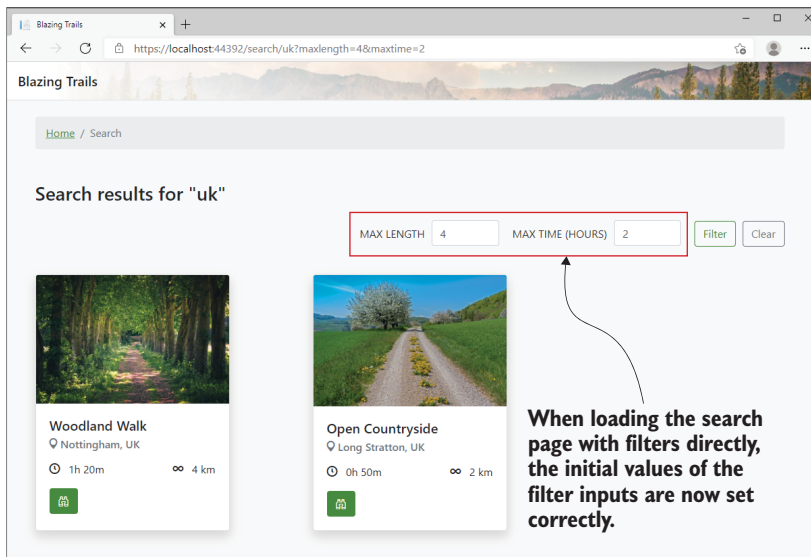 Blazing Trails
https://localhost:44392/search/uk?maxlength=4&maxtime=2
Blazing Trails
Home / Search
Search results for "uk"
MAX LENGTH 4 MAX TIME (HOURS) 2 Filter Clear
Woodland Walk
Nottingham, UK
1h 20m ∞ 4 km
Open Countryside
Long Stratton, UK
0h 50m ∞ 2 km
When loading the search
page with filters directly,
the initial values of the
filter inputs are now set
correctly.